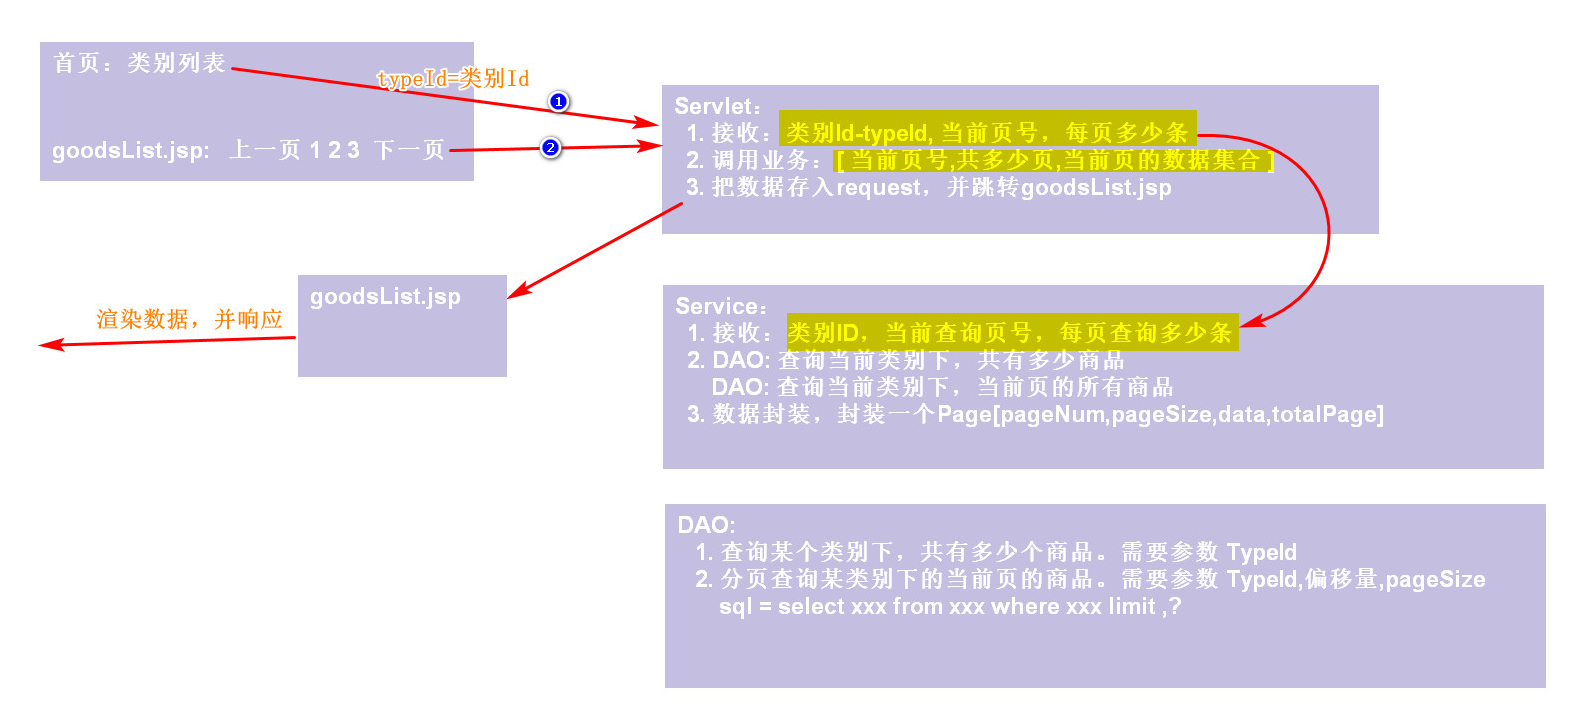 首页：类别列表
typeId=类别Id
1
goodsList.jsp: 上一页 1 2 3 下一页
2
Servlet：
1. 接收：类别Id-typeId, 当前页号，每页多少条
2. 调用业务：[ 当前页号,共多少页,当前页的数据集合 ]
3. 把数据存入request，并跳转goodsList.jsp
goodsList.jsp
渲染数据，并响应
Service：
1. 接收：类别ID，当前查询页号，每页查询多少条
2. DAO: 查询当前类别下，共有多少商品
DAO: 查询当前类别下，当前页的所有商品
3. 数据封装，封装一个Page[pageNum,pageSize,data,totalPage]
DAO:
1. 查询某个类别下，共有多少个商品。需要参数 TypeId
2. 分页查询某类别下的当前页的商品。需要参数 TypeId,偏移量,pageSize
sql = select xxx from xxx where xxx limit ,?